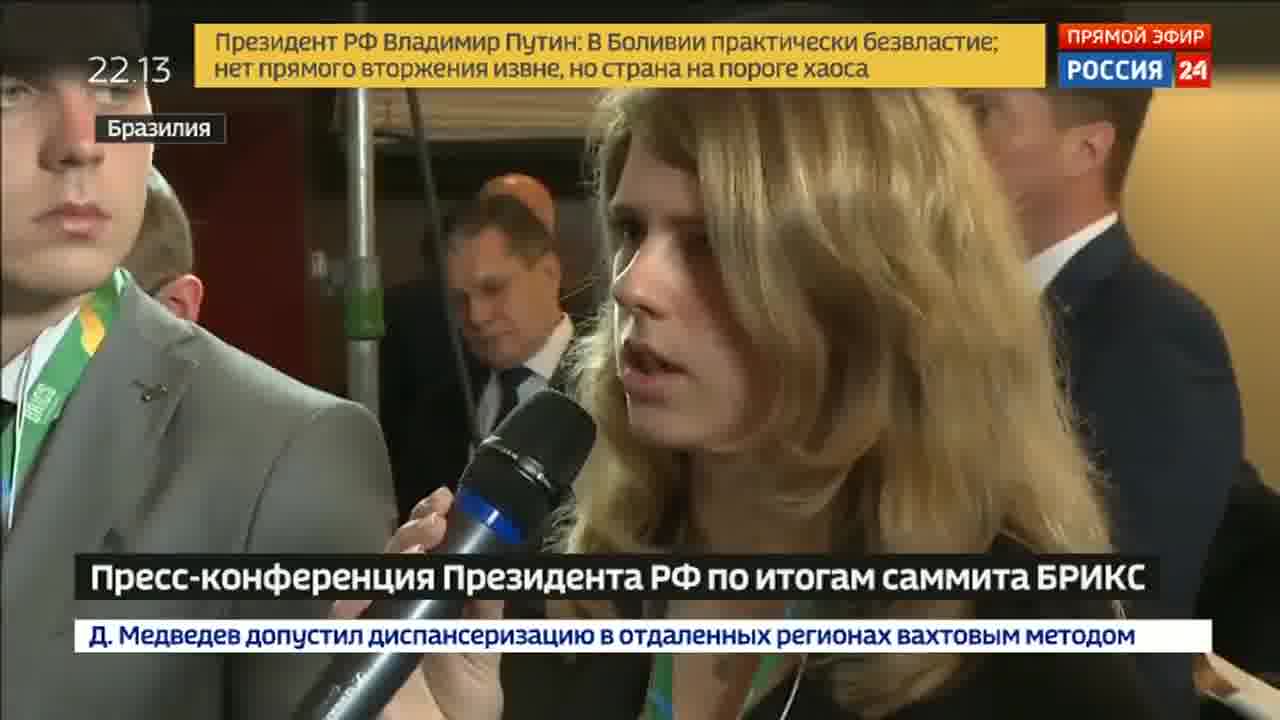 22.13
Президент РФ Владимир Путин: В Боливии практически безвластие;
нет прямого вторжения извне, но страна на пороге хаоса
ПРЯМОЙ ЭФИР
РОССИЯ 24
Бразилия
Пресс-конференция Президента РФ по итогам саммита БРИКС
Д. Медведев допустил диспансеризацию в отдаленных регионах вахтовым методом